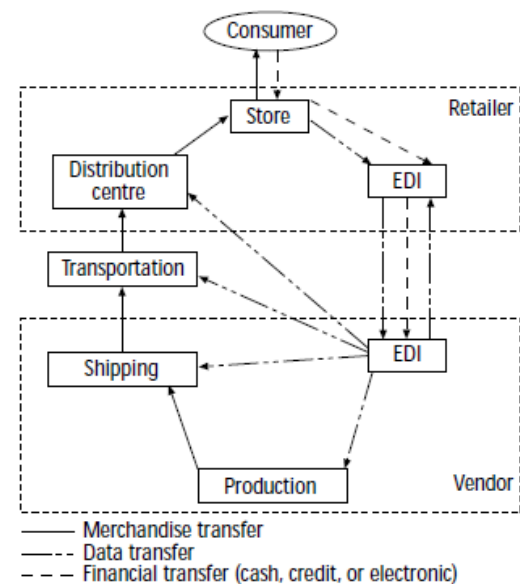 Consumer
Retailer
Store
Distribution
centre
EDI
Transportation
Shipping
EDI
Production
Vendor
Merchandise transfer
Data transfer
Financial transfer (cash, credit, or electronic)